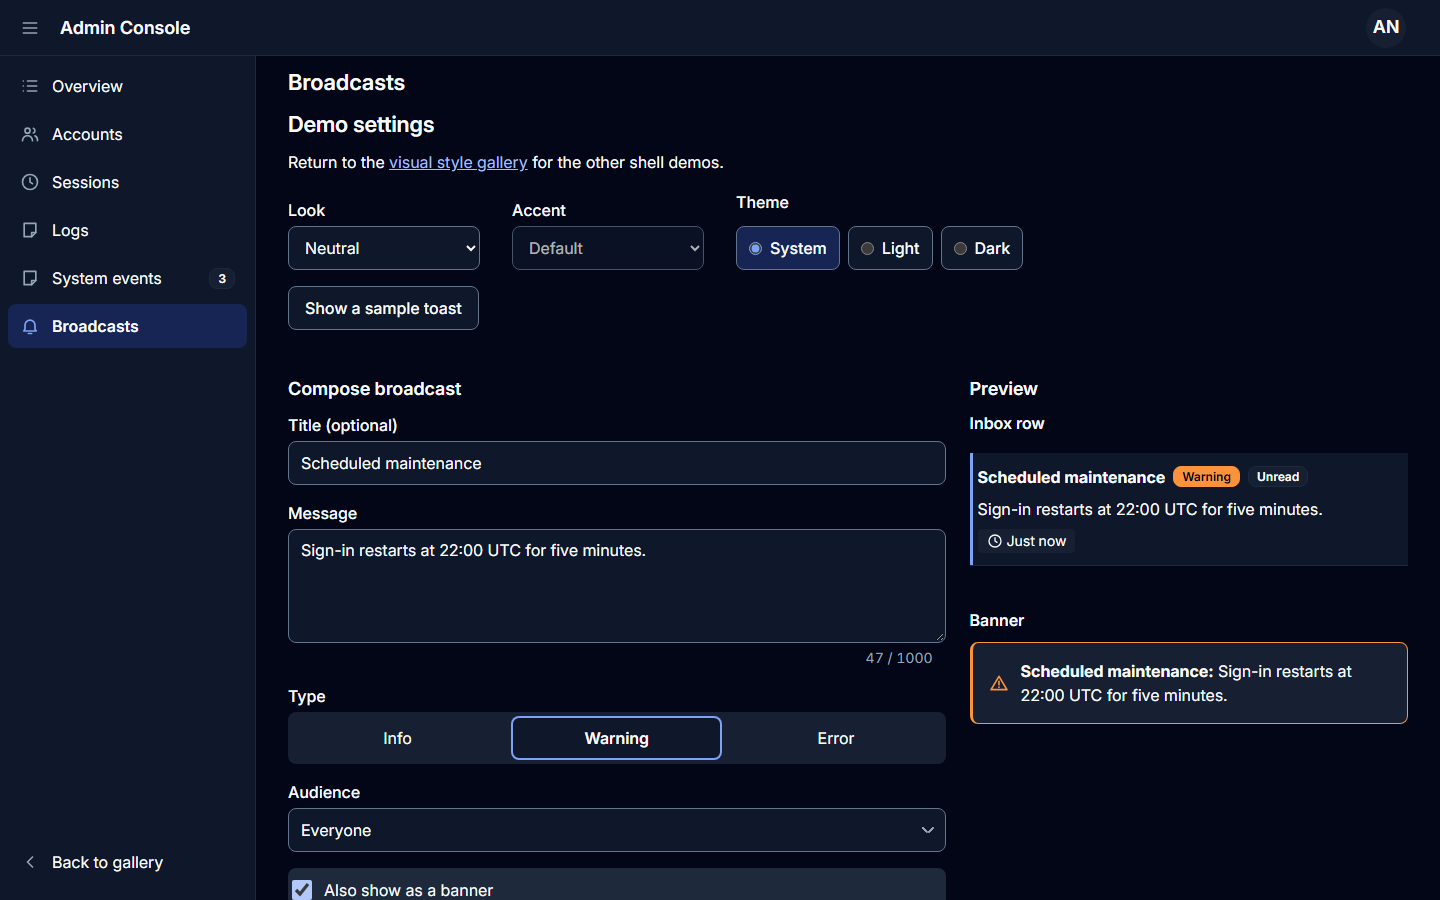 Admin Console
AN
Overview
Accounts
Sessions
Logs
System events 3
Broadcasts
Back to gallery
Broadcasts
Demo settings
Return to the visual style gallery for the other shell demos.
Look
Neutral
Accent
Default
Theme
System
Light
Dark
Show a sample toast
Compose broadcast
Title (optional)
Scheduled maintenance
Message
Sign-in restarts at 22:00 UTC for five minutes.
47 / 1000
Type
Info
Warning
Error
Audience
Everyone
Also show as a banner
Preview
Inbox row
Scheduled maintenance Warning Unread
Sign-in restarts at 22:00 UTC for five minutes.
Just now
Banner
Scheduled maintenance: Sign-in restarts at
22:00 UTC for five minutes.